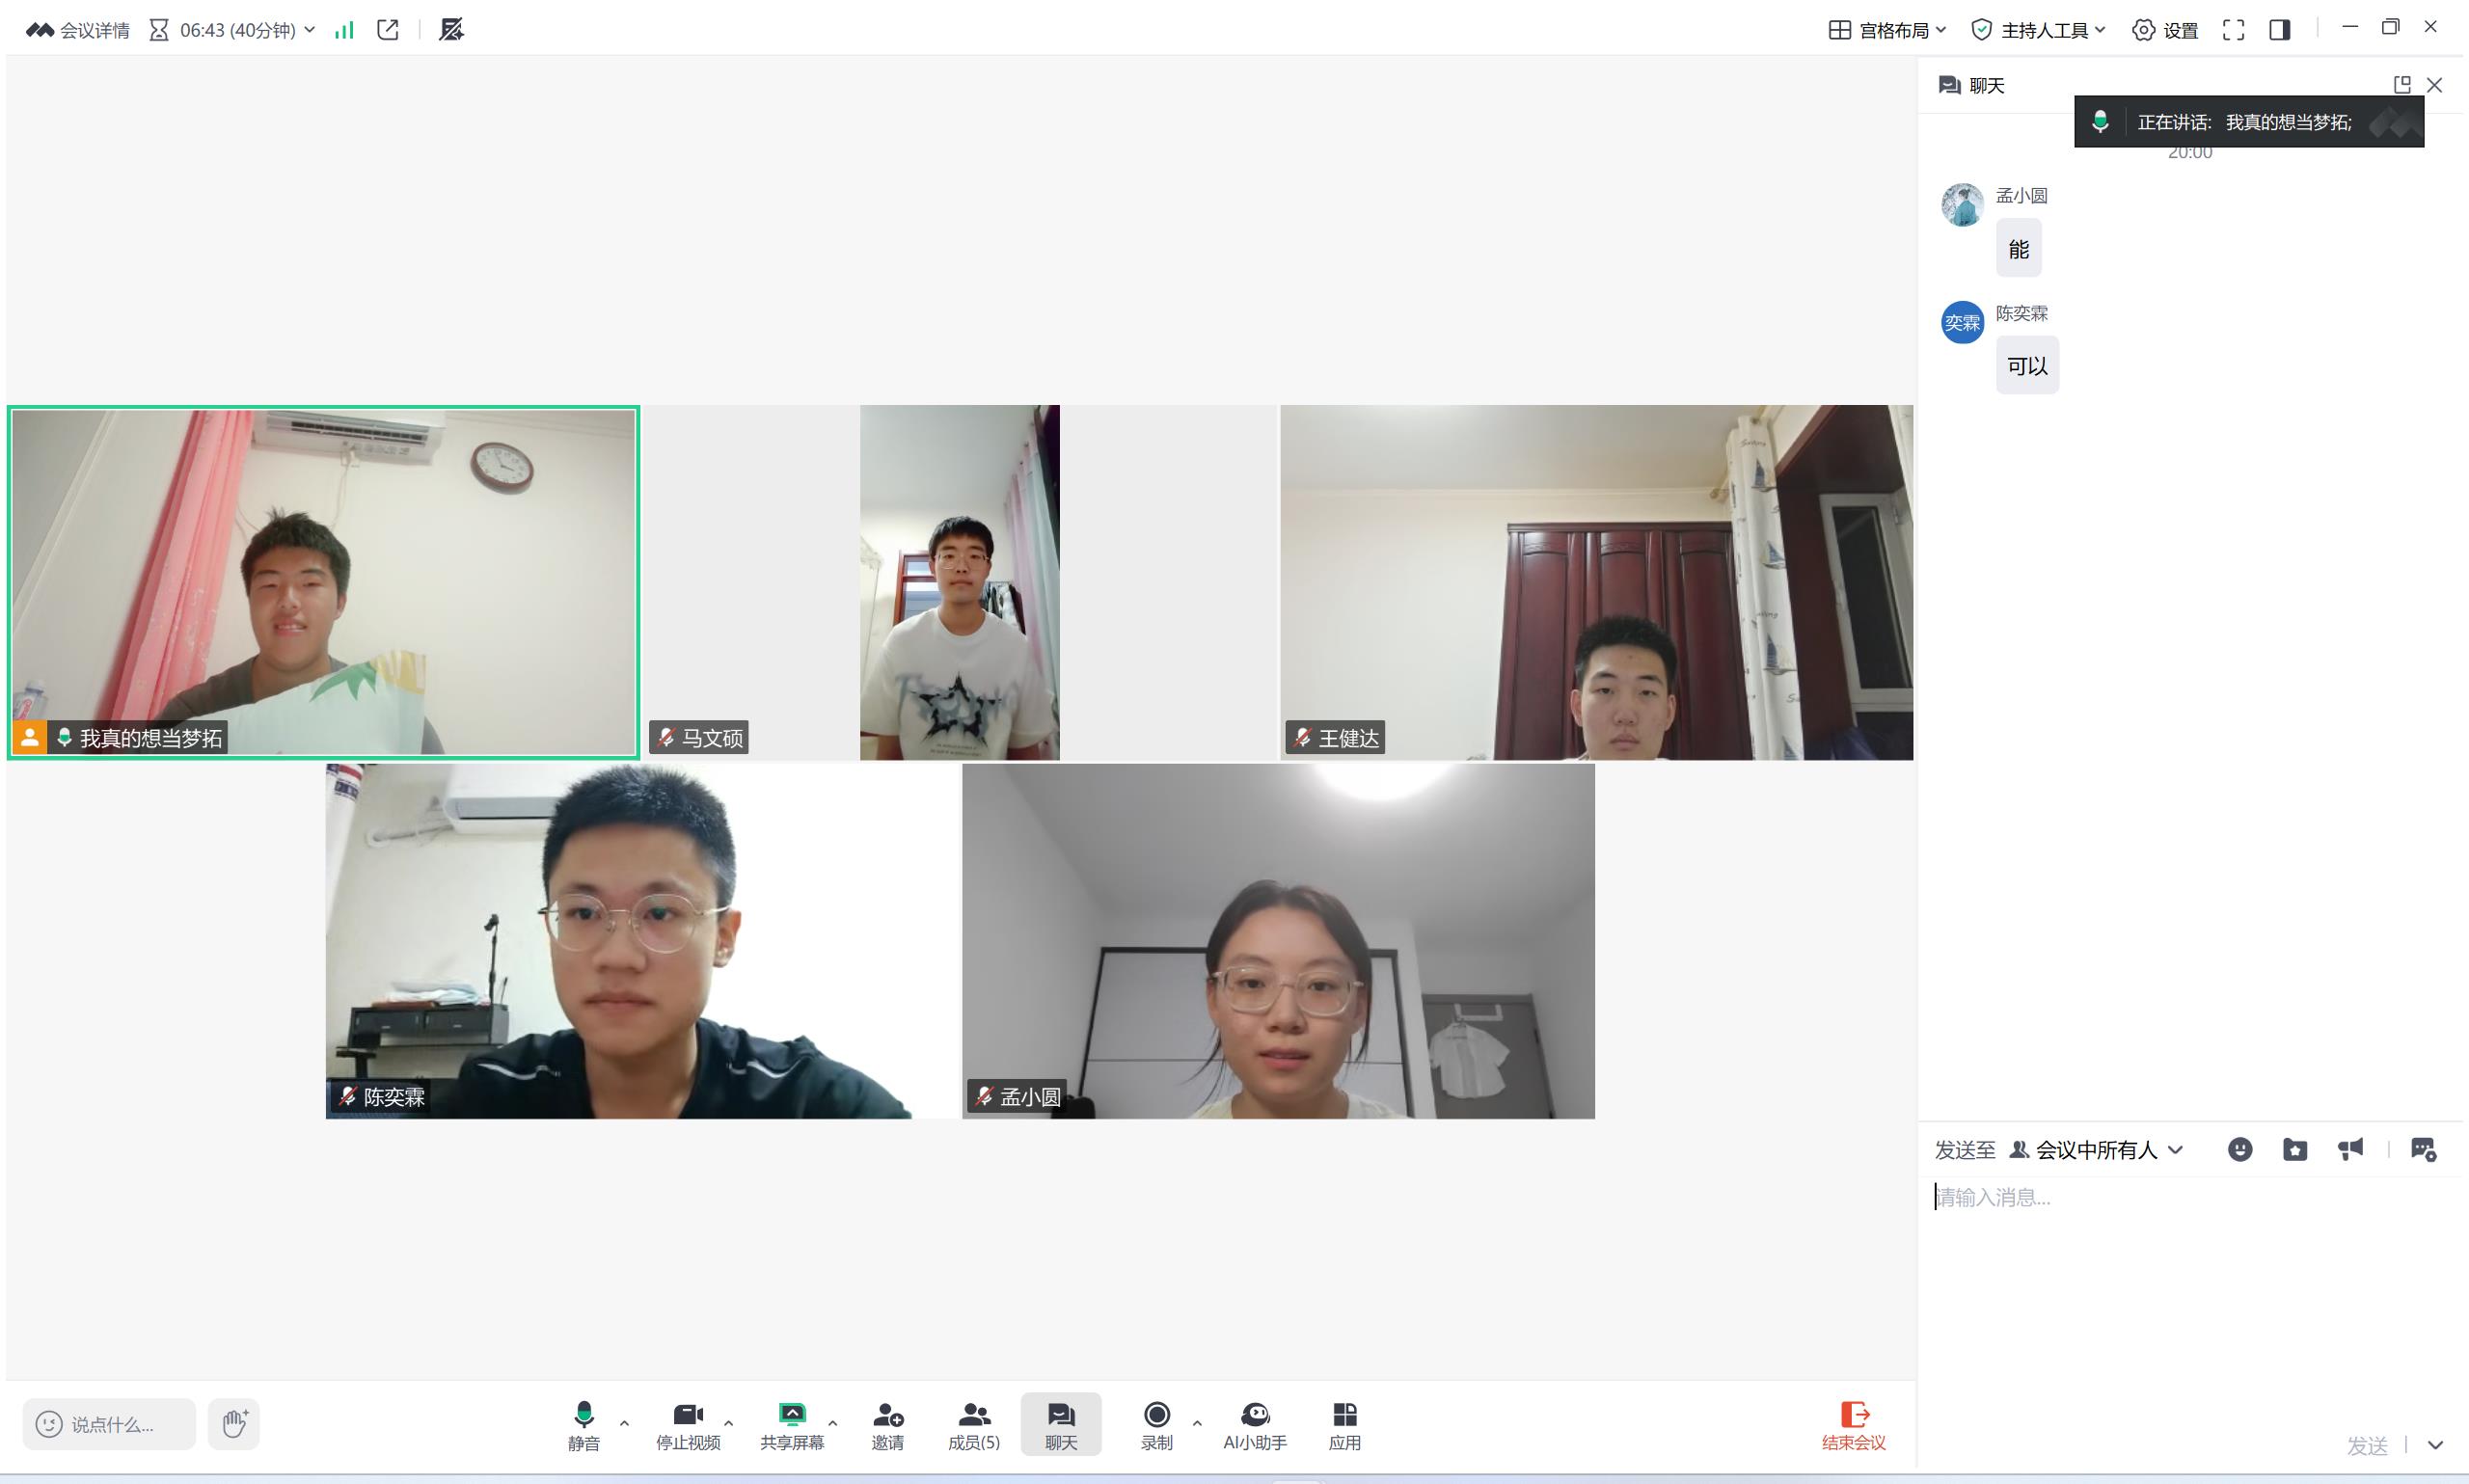 会议详情 06:43 (40分钟)
宫格布局 主持人工具 设置
聊天
正在讲话: 我真的想当梦拓;
20:00
孟小圆
能
奕霖
陈奕霖
可以
我真的想当梦拓
马文硕
王健达
陈奕霖
孟小圆
发送至 会议中所有人
请输入消息...
说点什么...
静音 停止视频 共享屏幕 邀请 成员(5) 聊天 录制 AI小助手 应用 结束会议
发送